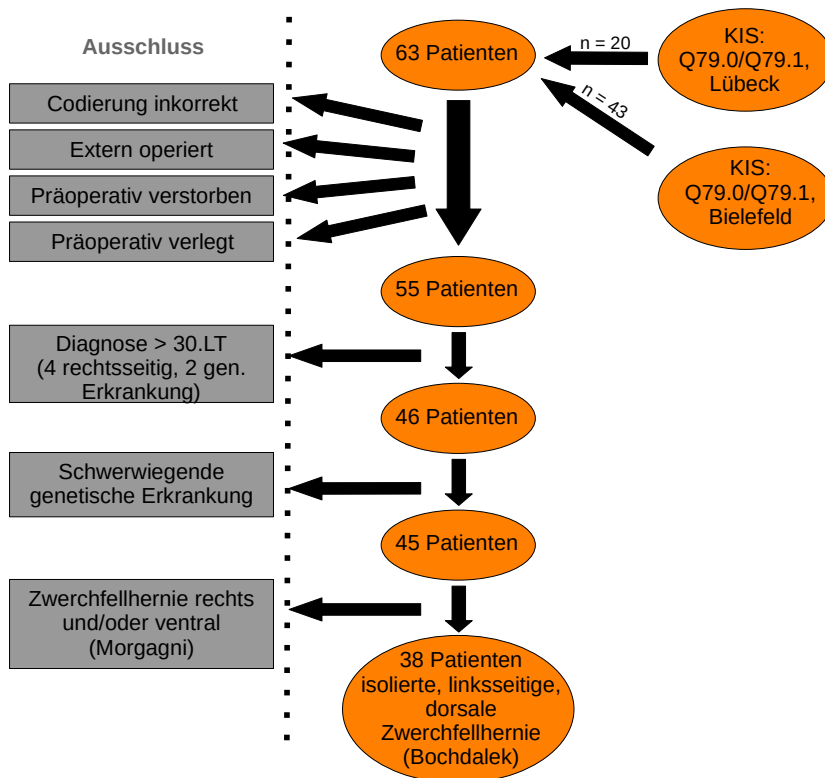 Ausschluss
63 Patienten
n = 20
n = 43
KIS:
Q79.0/Q79.1,
Lübeck
KIS:
Q79.0/Q79.1,
Bielefeld
Codierung inkorrekt
Extern operiert
Präoperativ verstorben
Präoperativ verlegt
55 Patienten
Diagnose > 30.LT
(4 rechtsseitig, 2 gen.
Erkrankung)
46 Patienten
Schwerwiegende
genetische Erkrankung
45 Patienten
Zwerchfellhernie rechts
und/oder ventral
(Morgagni)
38 Patienten
isolierte, linksseitige,
dorsale
Zwerchfellhernie
(Bochdalek)